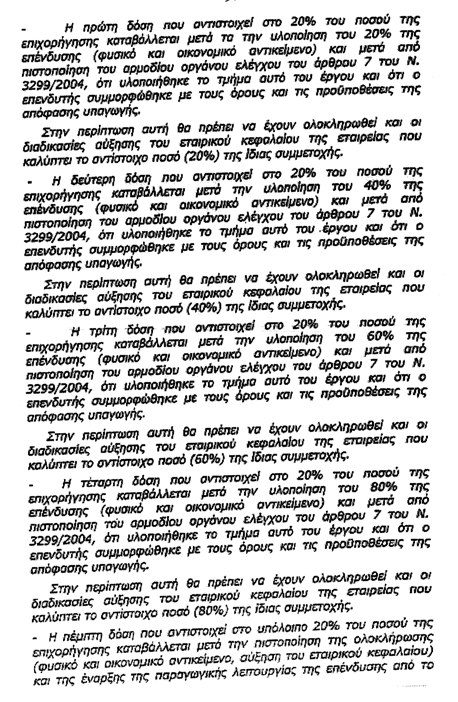 - Η πρώτη δόση που αντιστοιχεί στο 20% του ποσού της
επιχορήγησης καταβάλλεται μετά τα την υλοποίηση του 20% της
επένδυσης (φυσικό και οικονομικό αντικείμενο) και μετά από
πιστοποίηση του αρμοδίου οργάνου ελέγχου του άρθρου 7 του Ν.
3299/2004, ότι υλοποιήθηκε το τμήμα αυτό του έργου και ότι ο
επενδυτής συμμορφώθηκε με τους όρους και τις προϋποθέσεις της
απόφασης υπαγωγής.
Στην περίπτωση αυτή θα πρέπει να έχουν ολοκληρωθεί και οι
διαδικασίες αύξησης του εταιρικού κεφαλαίου της εταιρείας που
καλύπτει το αντίστοιχο ποσό (20%) της ίδιας συμμετοχής.
- Η δεύτερη δόση που αντιστοιχεί στο 20% του ποσού της
επιχορήγησης καταβάλλεται μετά την υλοποίηση του 40% της
επένδυσης (φυσικό και οικονομικό αντικείμενο) και μετά από
πιστοποίηση του αρμοδίου οργάνου ελέγχου του άρθρου 7 του Ν.
3299/2004, ότι υλοποιήθηκε το τμήμα αυτό του έργου και ότι ο
επενδυτής συμμορφώθηκε με τους όρους και τις προϋποθέσεις της
απόφασης υπαγωγής.
Στην περίπτωση αυτή θα πρέπει να έχουν ολοκληρωθεί και οι
διαδικασίες αύξησης του εταιρικού κεφαλαίου της εταιρείας που
καλύπτει το αντίστοιχο ποσό (40%) της ίδιας συμμετοχής.
- Η τρίτη δόση που αντιστοιχεί στο 20% του ποσού της
επιχορήγησης καταβάλλεται μετά την υλοποίηση του 60% της
επένδυσης (φυσικό και οικονομικό αντικείμενο) και μετά από
πιστοποίηση του αρμοδίου οργάνου ελέγχου του άρθρου 7 του Ν.
3299/2004, ότι υλοποιήθηκε το τμήμα αυτό του έργου και ότι ο
επενδυτής συμμορφώθηκε με τους όρους και τις προϋποθέσεις της
απόφασης υπαγωγής.
Στην περίπτωση αυτή θα πρέπει να έχουν ολοκληρωθεί και οι
διαδικασίες αύξησης του εταιρικού κεφαλαίου της εταιρείας που
καλύπτει το αντίστοιχο ποσό (60%) της ίδιας συμμετοχής.
- Η τέταρτη δόση που αντιστοιχεί στο 20% του ποσού της
επιχορήγησης καταβάλλεται μετά την υλοποίηση του 80% της
επένδυσης (φυσικό και οικονομικό αντικείμενο) και μετά από
πιστοποίηση του αρμοδίου οργάνου ελέγχου του άρθρου 7 του Ν.
3299/2004, ότι υλοποιήθηκε το τμήμα αυτό του έργου και ότι ο
επενδυτής συμμορφώθηκε με τους όρους και τις προϋποθέσεις της
απόφασης υπαγωγής.
Στην περίπτωση αυτή θα πρέπει να έχουν ολοκληρωθεί και οι
διαδικασίες αύξησης του εταιρικού κεφαλαίου της εταιρείας που
καλύπτει το αντίστοιχο ποσό (80%) της ίδιας συμμετοχής.
- Η πέμπτη δόση που αντιστοιχεί στο υπόλοιπο 20% του ποσού της
επιχορήγησης καταβάλλεται μετά την πιστοποίηση της ολοκλήρωσης
(φυσικό και οικονομικό αντικείμενο, αύξηση του εταιρικού κεφαλαίου)
και της έναρξης της παραγωγικής λειτουργίας της επένδυσης από το